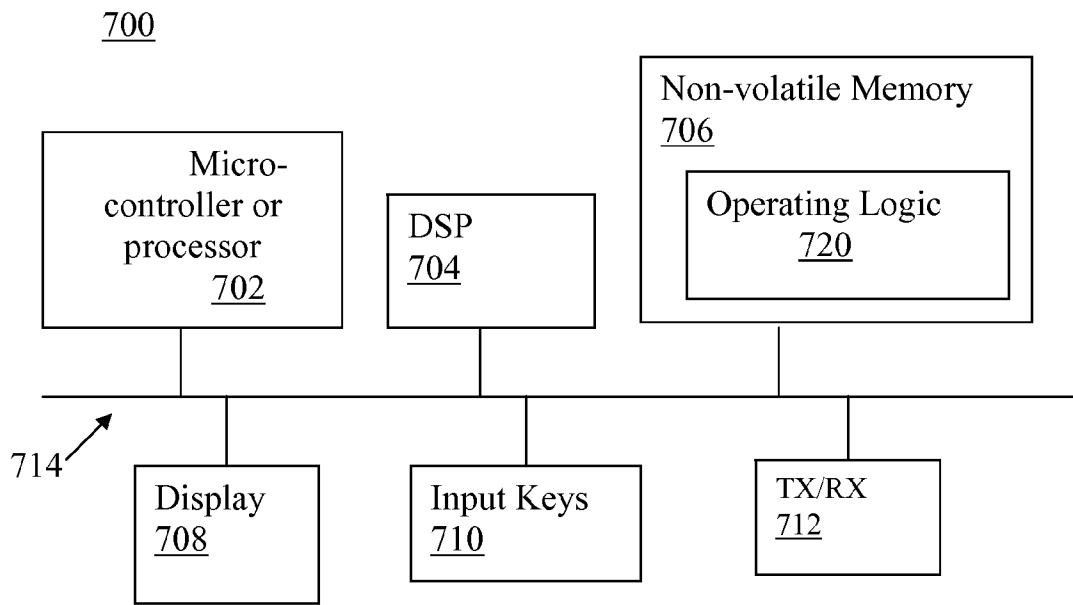 700
Micro-
controller or
processor
702
DSP
704
Non-volatile Memory
706
Operating Logic
720
714
Display
708
Input Keys
710
TX/RX
712